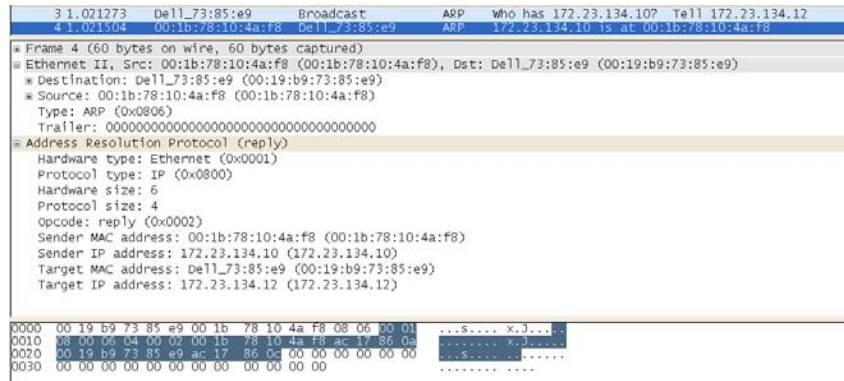 3 1.021273 Dell_73:85:e9 Broadcast ARP Who has 172.23.134.10? Tell 172.23.134.12
4 1.021504 00:1b:78:10:4a:f8 Dell_73:85:e9 ARP 172.23.134.10 is at 00:1b:78:10:4a:f8
Frame 4 (60 bytes on wire, 60 bytes captured)
Ethernet II, Src: 00:1b:78:10:4a:f8 (00:1b:78:10:4a:f8), Dst: Dell_73:85:e9 (00:19:b9:73:85:e9)
Destination: Dell_73:85:e9 (00:19:b9:73:85:e9)
Source: 00:1b:78:10:4a:f8 (00:1b:78:10:4a:f8)
Type: ARP (0x0806)
Trailer: 000000000000000000000000000000000000
Address Resolution Protocol (reply)
Hardware type: Ethernet (0x0001)
Protocol type: IP (0x0800)
Hardware size: 6
Protocol size: 4
Opcode: reply (0x0002)
Sender MAC address: 00:1b:78:10:4a:f8 (00:1b:78:10:4a:f8)
Sender IP address: 172.23.134.10 (172.23.134.10)
Target MAC address: Dell_73:85:e9 (00:19:b9:73:85:e9)
Target IP address: 172.23.134.12 (172.23.134.12)
0000 00 19 b9 73 85 e9 00 1b 78 10 4a f8 08 06 00 01 ...s.... x.J.....
0010 08 00 06 04 00 02 00 1b 78 10 4a f8 ac 17 86 0a ........ x.J.....
0020 00 19 b9 73 85 e9 ac 17 86 0c 00 00 00 00 00 00 ...s.... ........
0030 00 00 00 00 00 00 00 00 00 00 00 00 ........ ....